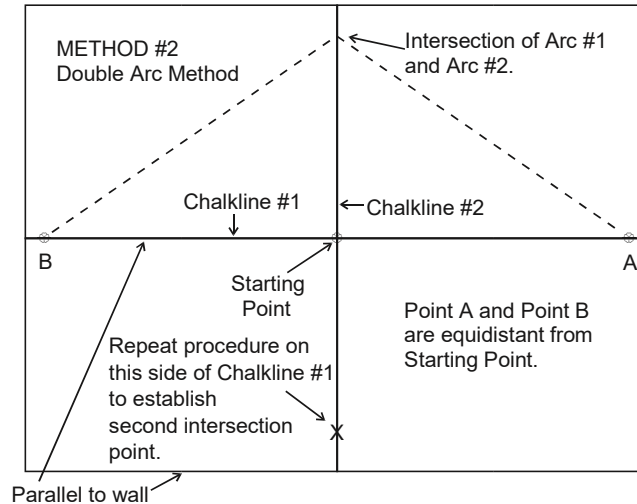 METHOD #2
Double Arc Method
Intersection of Arc #1
and Arc #2.
Chalkline #1
Chalkline #2
B
A
Starting
Point
Point A and Point B
are equidistant from
Starting Point.
Repeat procedure on
this side of Chalkline #1
to establish
second intersection
point.
X
Parallel to wall